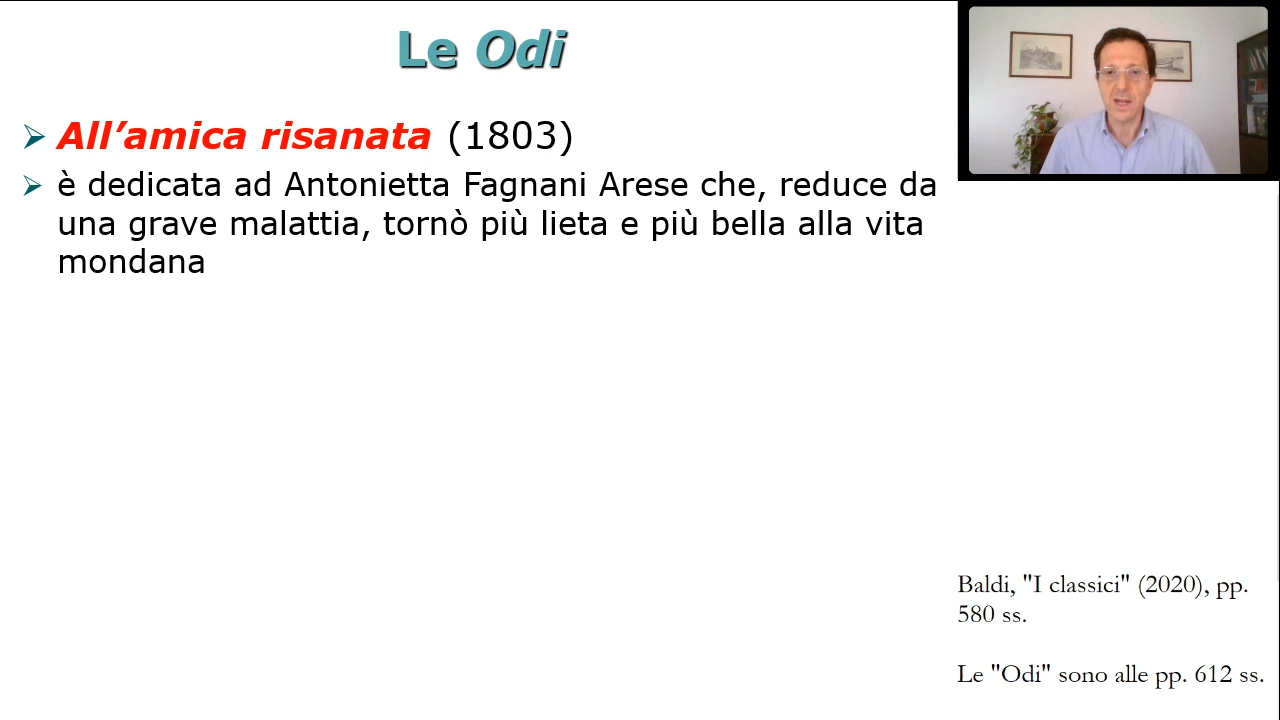 Le Odi
All’amica risanata (1803)
è dedicata ad Antonietta Fagnani Arese che, reduce da
una grave malattia, tornò più lieta e più bella alla vita
mondana
Baldi, "I classici" (2020), pp.
580 ss.
Le "Odi" sono alle pp. 612 ss.